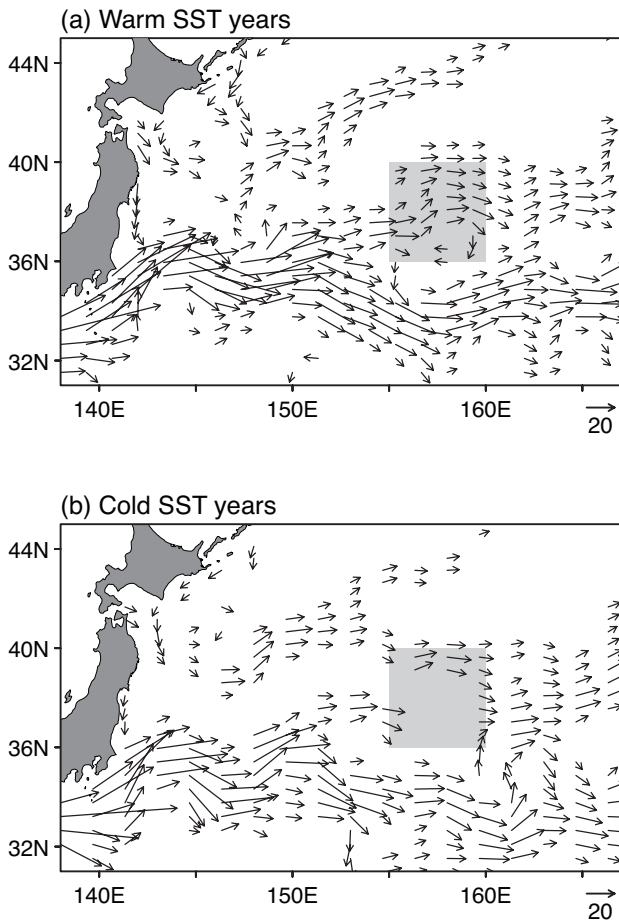 (a) Warm SST years
44N
40N
36N
32N
140E 150E 160E
20
(b) Cold SST years
44N
40N
36N
32N
140E 150E 160E
20